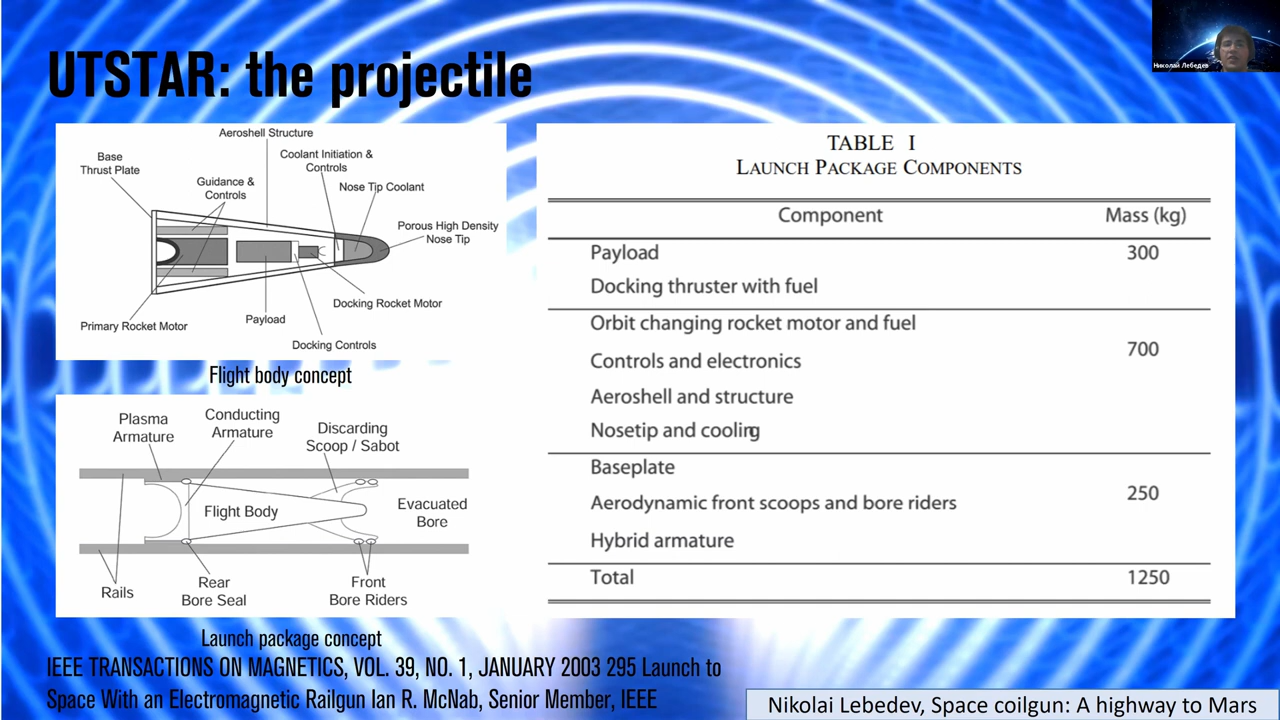 UTSTAR: the projectile
Николай Лебедев
Aeroshell Structure
Base
Thrust Plate
Coolant Initiation &
Controls
Guidance &
Controls
Nose Tip Coolant
Porous High Density
Nose Tip
Docking Rocket Motor
Primary Rocket Motor
Payload
Docking Controls
Flight body concept
Plasma
Armature
Conducting
Armature
Discarding
Scoop / Sabot
Flight Body
Evacuated
Bore
Rails
Rear
Bore Seal
Front
Bore Riders
Launch package concept
IEEE TRANSACTIONS ON MAGNETICS, VOL. 39, NO. 1, JANUARY 2003 295 Launch to
Space With an Electromagnetic Railgun Ian R. McNab, Senior Member, IEEE
TABLE I
LAUNCH PACKAGE COMPONENTS
Component Mass (kg)
Payload 300
Docking thruster with fuel
Orbit changing rocket motor and fuel
700
Controls and electronics
Aeroshell and structure
Nosetip and cooling
Baseplate
250
Aerodynamic front scoops and bore riders
Hybrid armature
Total 1250
Nikolai Lebedev, Space coilgun: A highway to Mars